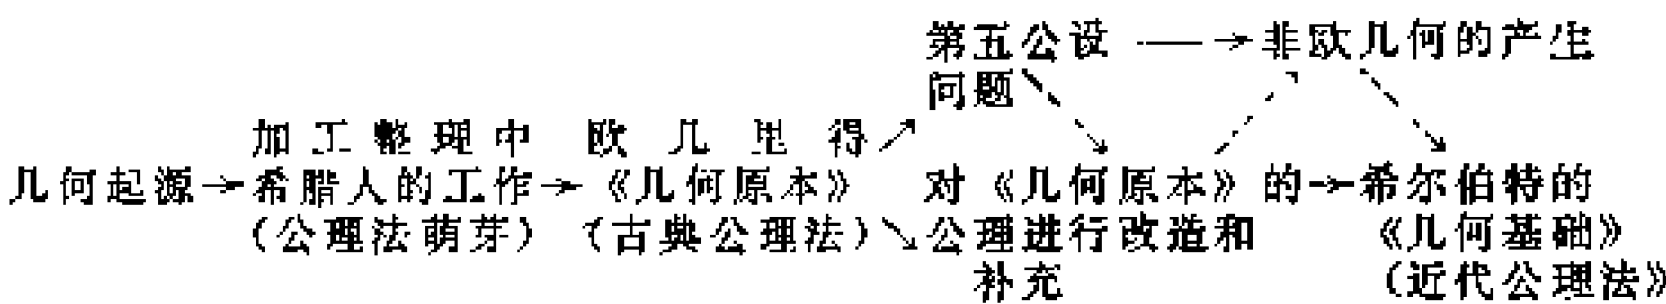 第五公设 —→ 非欧几何的产生
问题
加工整理中 欧几里得
几何起源→希腊人的工作→《几何原本》 对《几何原本》的→希尔伯特的
(公理法萌芽) (古典公理法) 公理进行改造和 《几何基础》
补充 (近代公理法》